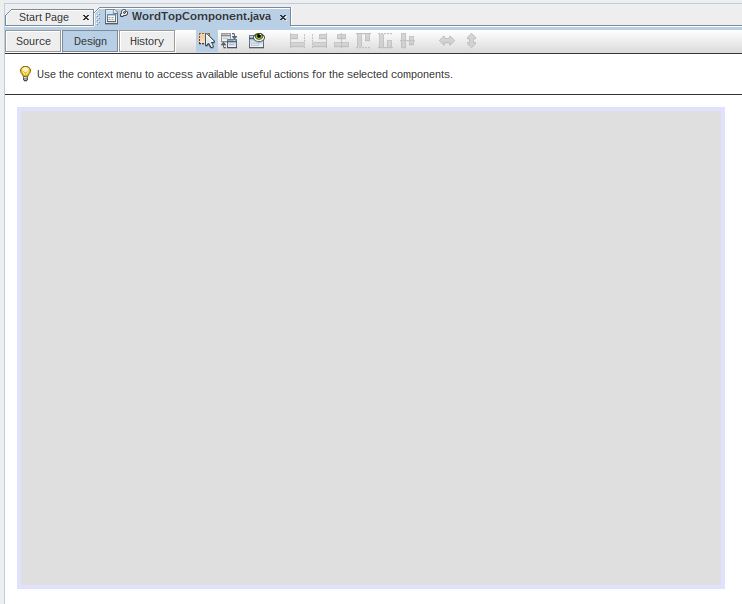 Start Page
WordTopComponent.java
Source Design History
Use the context menu to access available useful actions for the selected components.